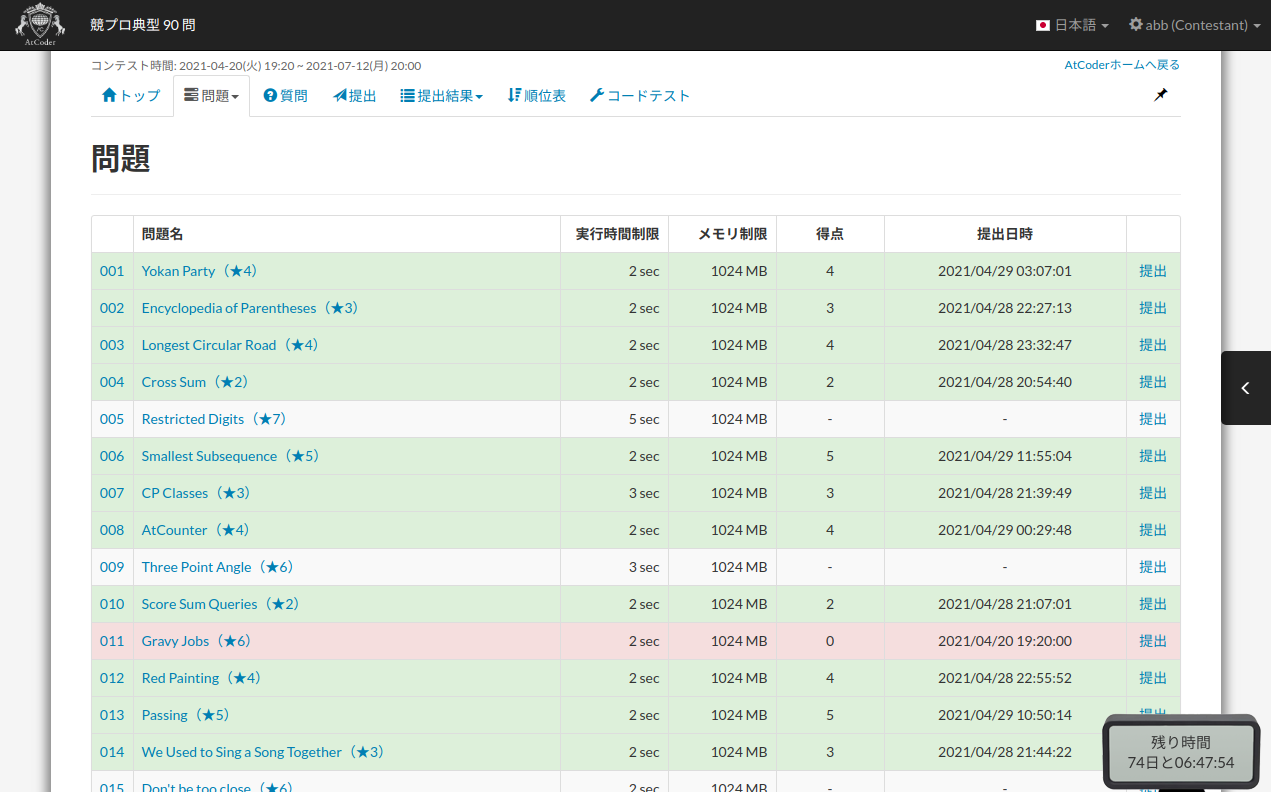 AtCoder
競プロ典型 90 問
日本語
abb (Contestant)
コンテスト時間: 2021-04-20(火) 19:20 ~ 2021-07-12(月) 20:00
AtCoderホームへ戻る
トップ 問題 質問 提出 提出結果 順位表 コードテスト
問題
問題名 実行時間制限 メモリ制限 得点 提出日時
001 Yokan Party（★4） 2 sec 1024 MB 4 2021/04/29 03:07:01 提出
002 Encyclopedia of Parentheses（★3） 2 sec 1024 MB 3 2021/04/28 22:27:13 提出
003 Longest Circular Road（★4） 2 sec 1024 MB 4 2021/04/28 23:32:47 提出
004 Cross Sum（★2） 2 sec 1024 MB 2 2021/04/28 20:54:40 提出
005 Restricted Digits（★7） 5 sec 1024 MB - - 提出
006 Smallest Subsequence（★5） 2 sec 1024 MB 5 2021/04/29 11:55:04 提出
007 CP Classes（★3） 3 sec 1024 MB 3 2021/04/28 21:39:49 提出
008 AtCounter（★4） 2 sec 1024 MB 4 2021/04/29 00:29:48 提出
009 Three Point Angle（★6） 3 sec 1024 MB - - 提出
010 Score Sum Queries（★2） 2 sec 1024 MB 2 2021/04/28 21:07:01 提出
011 Gravy Jobs（★6） 2 sec 1024 MB 0 2021/04/20 19:20:00 提出
012 Red Painting（★4） 2 sec 1024 MB 4 2021/04/28 22:55:52 提出
013 Passing（★5） 2 sec 1024 MB 5 2021/04/29 10:50:14 提出
014 We Used to Sing a Song Together（★3） 2 sec 1024 MB 3 2021/04/28 21:44:22
015 Don't be too close（★6） 2 sec 1024 MB - -
残り時間
74日と06:47:54